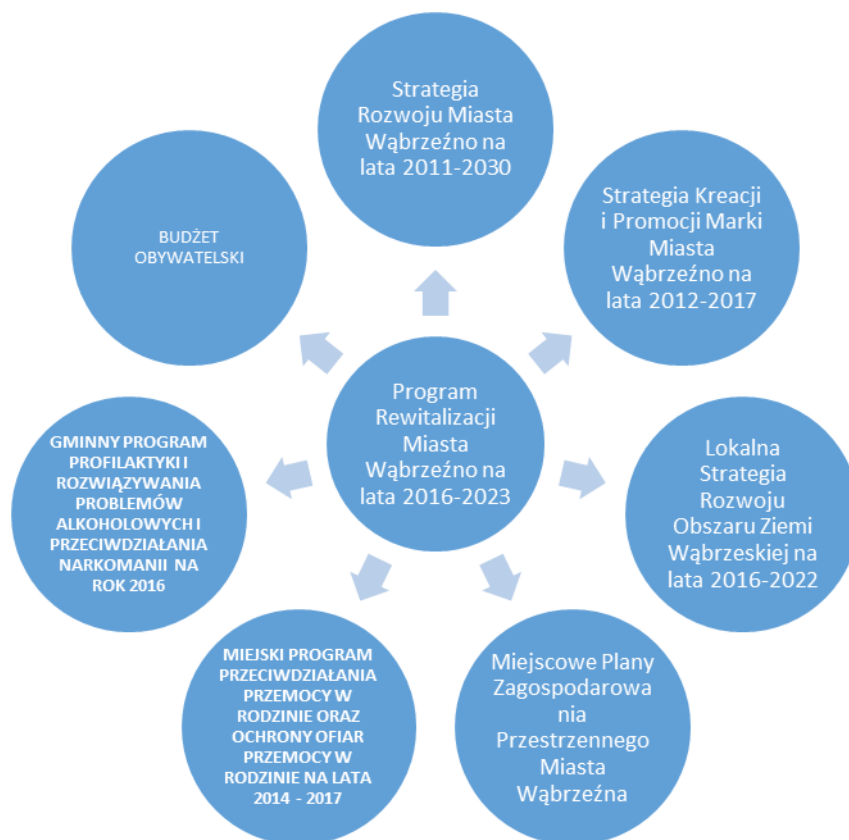 Strategia
Rozwoju Miasta
Wąbrzeźno na
lata 2011-2030
Strategia Kreacji
i Promocji Marki
Miasta
Wąbrzeźno na
lata 2012-2017
Lokalna
Strategia
Rozwoju
Obszaru Ziemi
Wąbrzeskiej na
lata 2016-2022
Miejscowe Plany
Zagospodarowa
nia
Przestrzennego
Miasta
Wąbrzeźna
MIEJSKI PROGRAM
PRZECIWDZIAŁANIA
PRZEMOCY W
RODZINIE ORAZ
OCHRONY OFIAR
PRZEMOCY W
RODZINIE NA LATA
2014 - 2017
GMINNY PROGRAM
PROFILAKTYKI I
ROZWIĄZYWANIA
PROBLEMÓW
ALKOHOLOWYCH I
PRZECIWDZIAŁANIA
NARKOMANII NA
ROK 2016
BUDŻET
OBYWATELSKI
Program
Rewitalizacji
Miasta
Wąbrzeźno na
lata 2016-2023